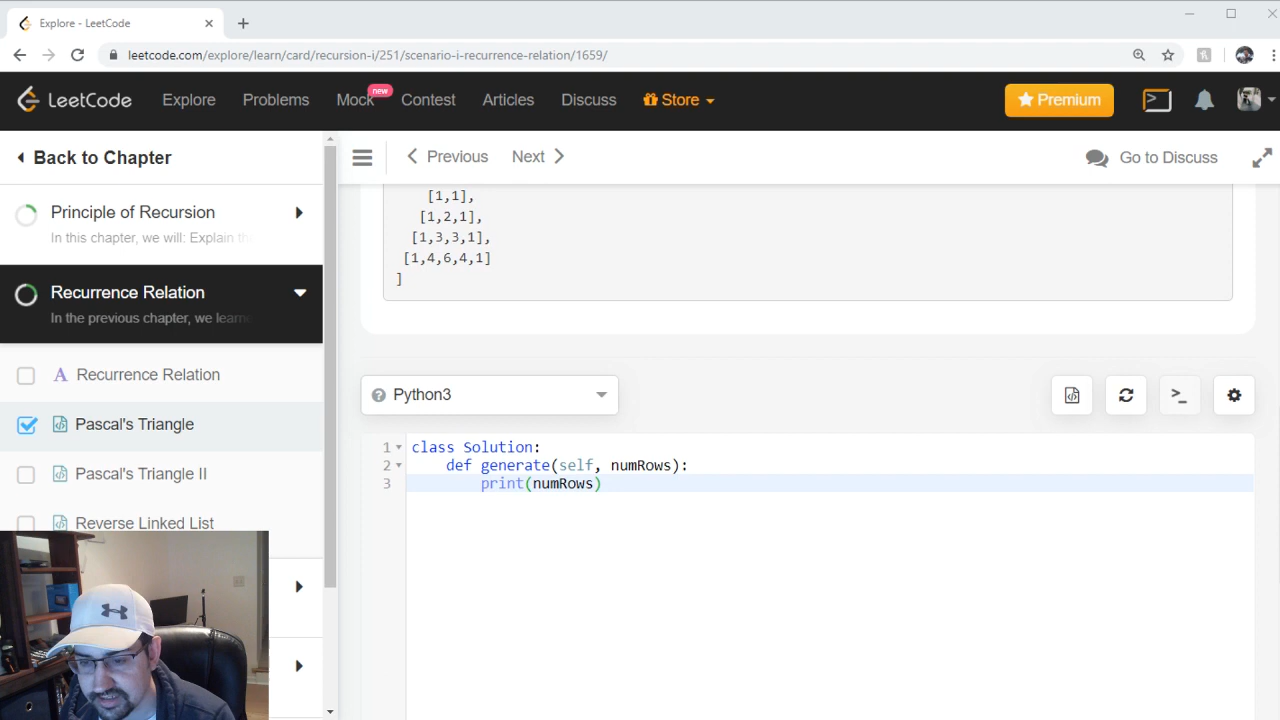 Explore - LeetCode
leetcode.com/explore/learn/card/recursion-i/251/scenario-i-recurrence-relation/1659/
LeetCode Explore Problems Mock new Contest Articles Discuss Store Premium
Back to Chapter
Previous Next Go to Discuss
Principle of Recursion
In this chapter, we will: Explain th
Recurrence Relation
In the previous chapter, we learne
Recurrence Relation
Pascal's Triangle
Pascal's Triangle II
Reverse Linked List
[1,1],
[1,2,1],
[1,3,3,1],
[1,4,6,4,1]
]
Python3
1 class Solution:
2 def generate(self, numRows):
3 print(numRows)